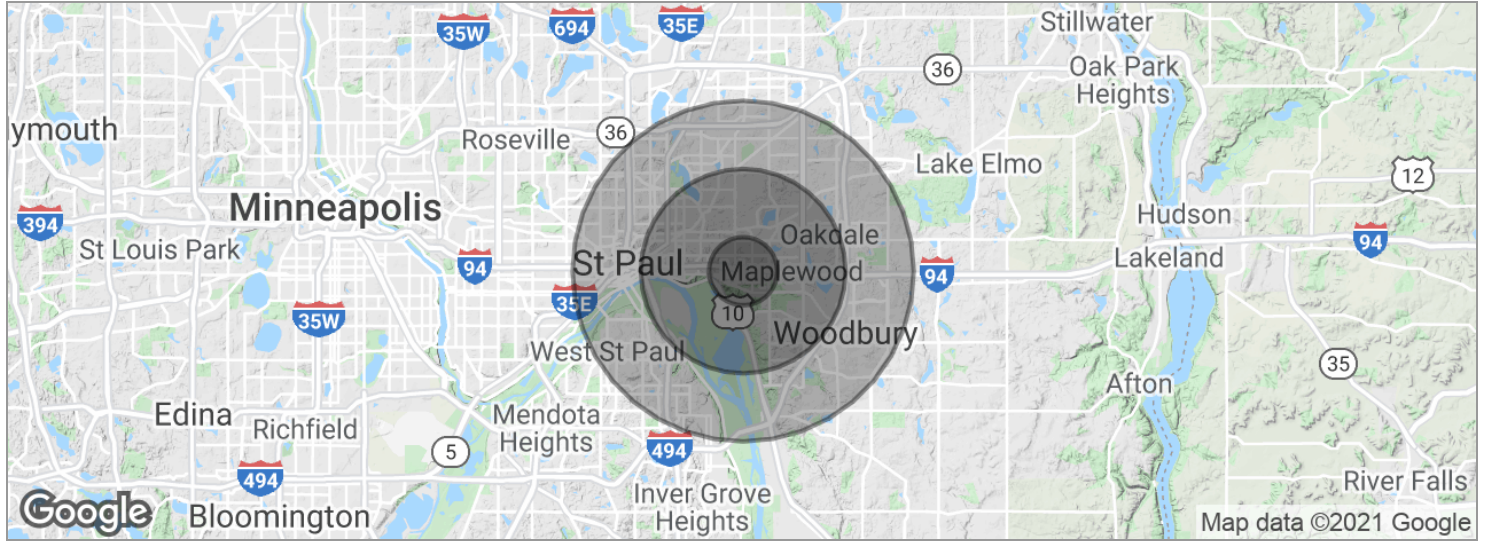 35W
694
35E
Stillwater
36
Oak Park
Heights
ymouth
Roseville
36
Lake Elmo
12
Minneapolis
394
Hudson
St Louis Park
Oakdale
94
94
St Paul
Maplewood
94
Lakeland
35E
35W
10
Woodbury
West St Paul
35
Afton
Edina
Richfield
Mendota
Heights
5
494
494
Inver Grove
Heights
River Falls
Google
Bloomington
Map data ©2021 Google